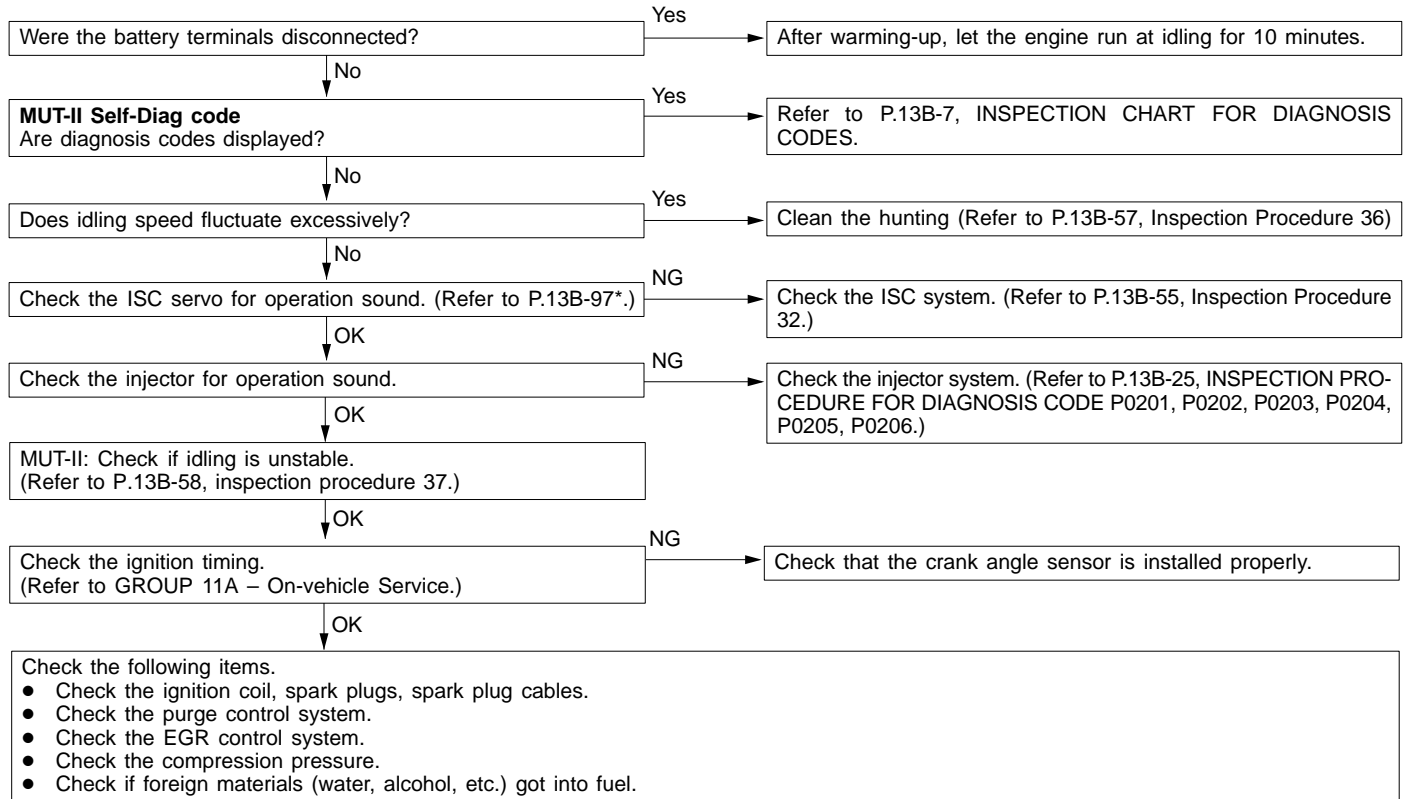 Were the battery terminals disconnected?
Yes
After warming-up, let the engine run at idling for 10 minutes.
No
MUT-II Self-Diag code
Are diagnosis codes displayed?
Yes
Refer to P.13B-7, INSPECTION CHART FOR DIAGNOSIS
CODES.
No
Does idling speed fluctuate excessively?
Yes
Clean the hunting (Refer to P.13B-57, Inspection Procedure 36)
No
Check the ISC servo for operation sound. (Refer to P.13B-97*.)
NG
Check the ISC system. (Refer to P.13B-55, Inspection Procedure
32.)
OK
Check the injector for operation sound.
NG
Check the injector system. (Refer to P.13B-25, INSPECTION PRO-
CEDURE FOR DIAGNOSIS CODE P0201, P0202, P0203, P0204,
P0205, P0206.)
OK
MUT-II: Check if idling is unstable.
(Refer to P.13B-58, inspection procedure 37.)
OK
Check the ignition timing.
(Refer to GROUP 11A – On-vehicle Service.)
NG
Check that the crank angle sensor is installed properly.
OK
Check the following items.
● Check the ignition coil, spark plugs, spark plug cables.
● Check the purge control system.
● Check the EGR control system.
● Check the compression pressure.
● Check if foreign materials (water, alcohol, etc.) got into fuel.